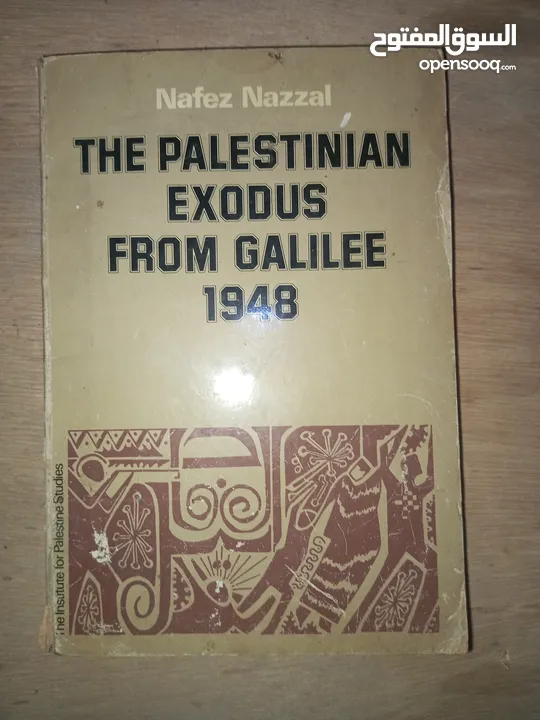 السوق المفتوح
opensooq.com
Nafez Nazzal
THE PALESTINIAN
EXODUS
FROM GALILEE
1948
The Institute for Palestine Studies